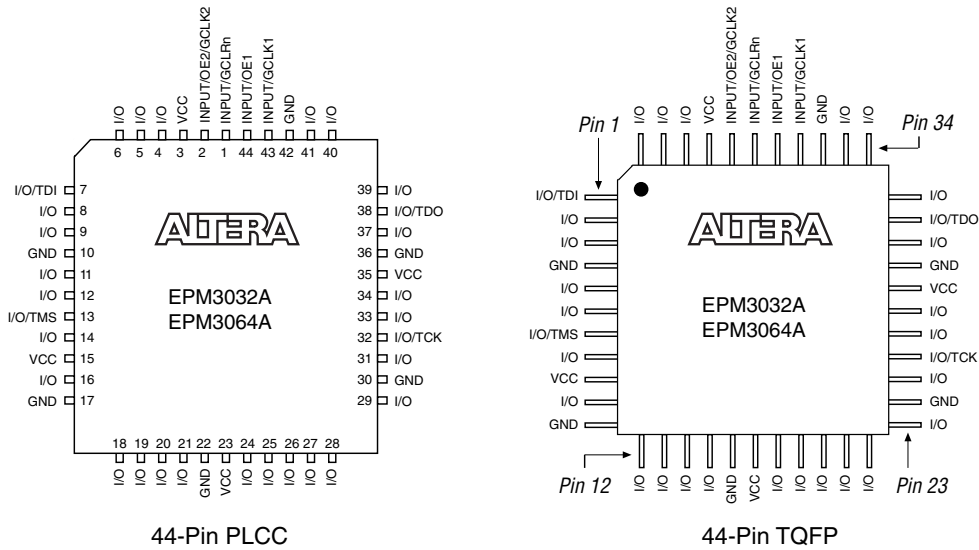 I/O
I/O
I/O
VCC
INPUT/OE2/GCLK2
INPUT/GCLRn
INPUT/OE1
INPUT/GCLK1
GND
I/O
I/O
6 5 4 3 2 1 44 43 42 41 40
I/O/TDI 7
I/O 8
I/O 9
GND 10
I/O 11
I/O 12
I/O/TMS 13
I/O 14
VCC 15
I/O 16
GND 17
ALTERA
EPM3032A
EPM3064A
39 I/O
38 I/O/TDO
37 I/O
36 GND
35 VCC
34 I/O
33 I/O
32 I/O/TCK
31 I/O
30 GND
29 I/O
18 19 20 21 22 23 24 25 26 27 28
I/O
I/O
I/O
I/O
GND
VCC
I/O
I/O
I/O
I/O
I/O
44-Pin PLCC
I/O
I/O
I/O
VCC
INPUT/OE2/GCLK2
INPUT/GCLRn
INPUT/OE1
INPUT/GCLK1
GND
I/O
I/O
Pin 1
Pin 34
I/O/TDI
I/O
I/O
GND
I/O
I/O
I/O/TMS
I/O
VCC
I/O
GND
ALTERA
EPM3032A
EPM3064A
I/O
I/O/TDO
I/O
GND
VCC
I/O
I/O
I/O/TCK
I/O
GND
I/O
Pin 12
Pin 23
I/O
I/O
I/O
I/O
GND
VCC
I/O
I/O
I/O
I/O
I/O
44-Pin TQFP